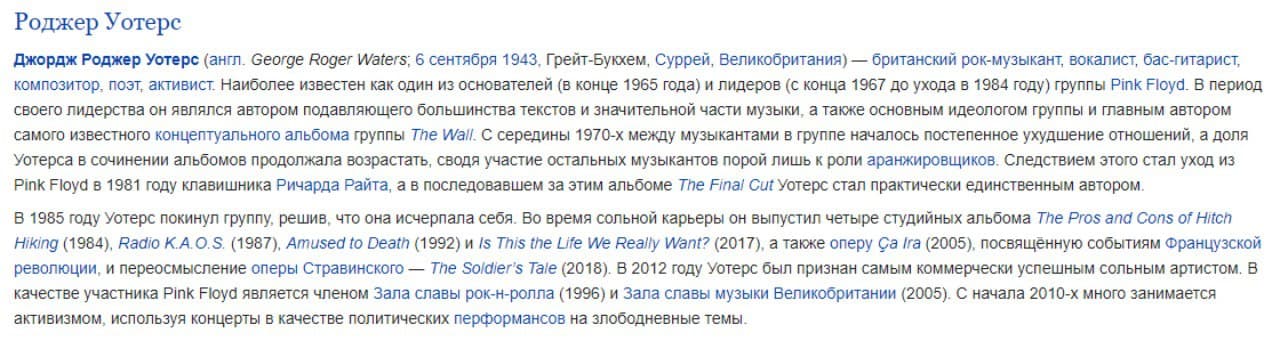 Роджер Уотерс
Джордж Роджер Уотерс (англ. George Roger Waters; 6 сентября 1943, Грейт-Букхем, Суррей, Великобритания) — британский рок-музыкант, вокалист, бас-гитарист,
композитор, поэт, активист. Наиболее известен как один из основателей (в конце 1965 года) и лидеров (с конца 1967 до ухода в 1984 году) группы Pink Floyd. В период
своего лидерства он являлся автором подавляющего большинства текстов и значительной части музыки, а также основным идеологом группы и главным автором
самого известного концептуального альбома группы The Wall. С середины 1970-х между музыкантами в группе началось постепенное ухудшение отношений, а доля
Уотерса в сочинении альбомов продолжала возрастать, сводя участие остальных музыкантов порой лишь к роли аранжировщиков. Следствием этого стал уход из
Pink Floyd в 1981 году клавишника Ричарда Райта, а в последовавшем за этим альбоме The Final Cut Уотерс стал практически единственным автором.
В 1985 году Уотерс покинул группу, решив, что она исчерпала себя. Во время сольной карьеры он выпустил четыре студийных альбома The Pros and Cons of Hitch
Hiking (1984), Radio K.A.O.S. (1987), Amused to Death (1992) и Is This the Life We Really Want? (2017), а также оперу Ça Ira (2005), посвящённую событиям Французской
революции, и переосмысление оперы Стравинского — The Soldier's Tale (2018). В 2012 году Уотерс был признан самым коммерчески успешным сольным артистом. В
качестве участника Pink Floyd является членом Зала славы рок-н-ролла (1996) и Зала славы музыки Великобритании (2005). С начала 2010-х много занимается
активизмом, используя концерты в качестве политических перформансов на злободневные темы.